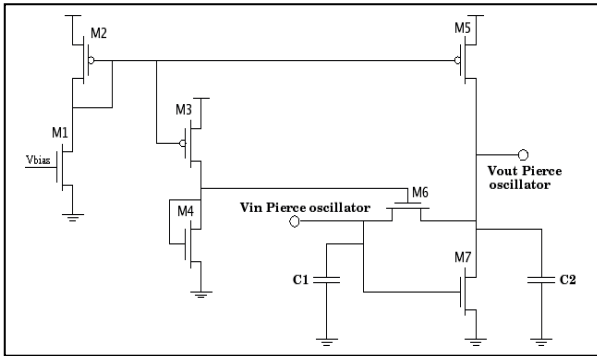 M2
M5
M1
M3
Vbias
Vout Pierce
oscillator
M6
Vin Pierce oscillator
M4
M7
C1
C2